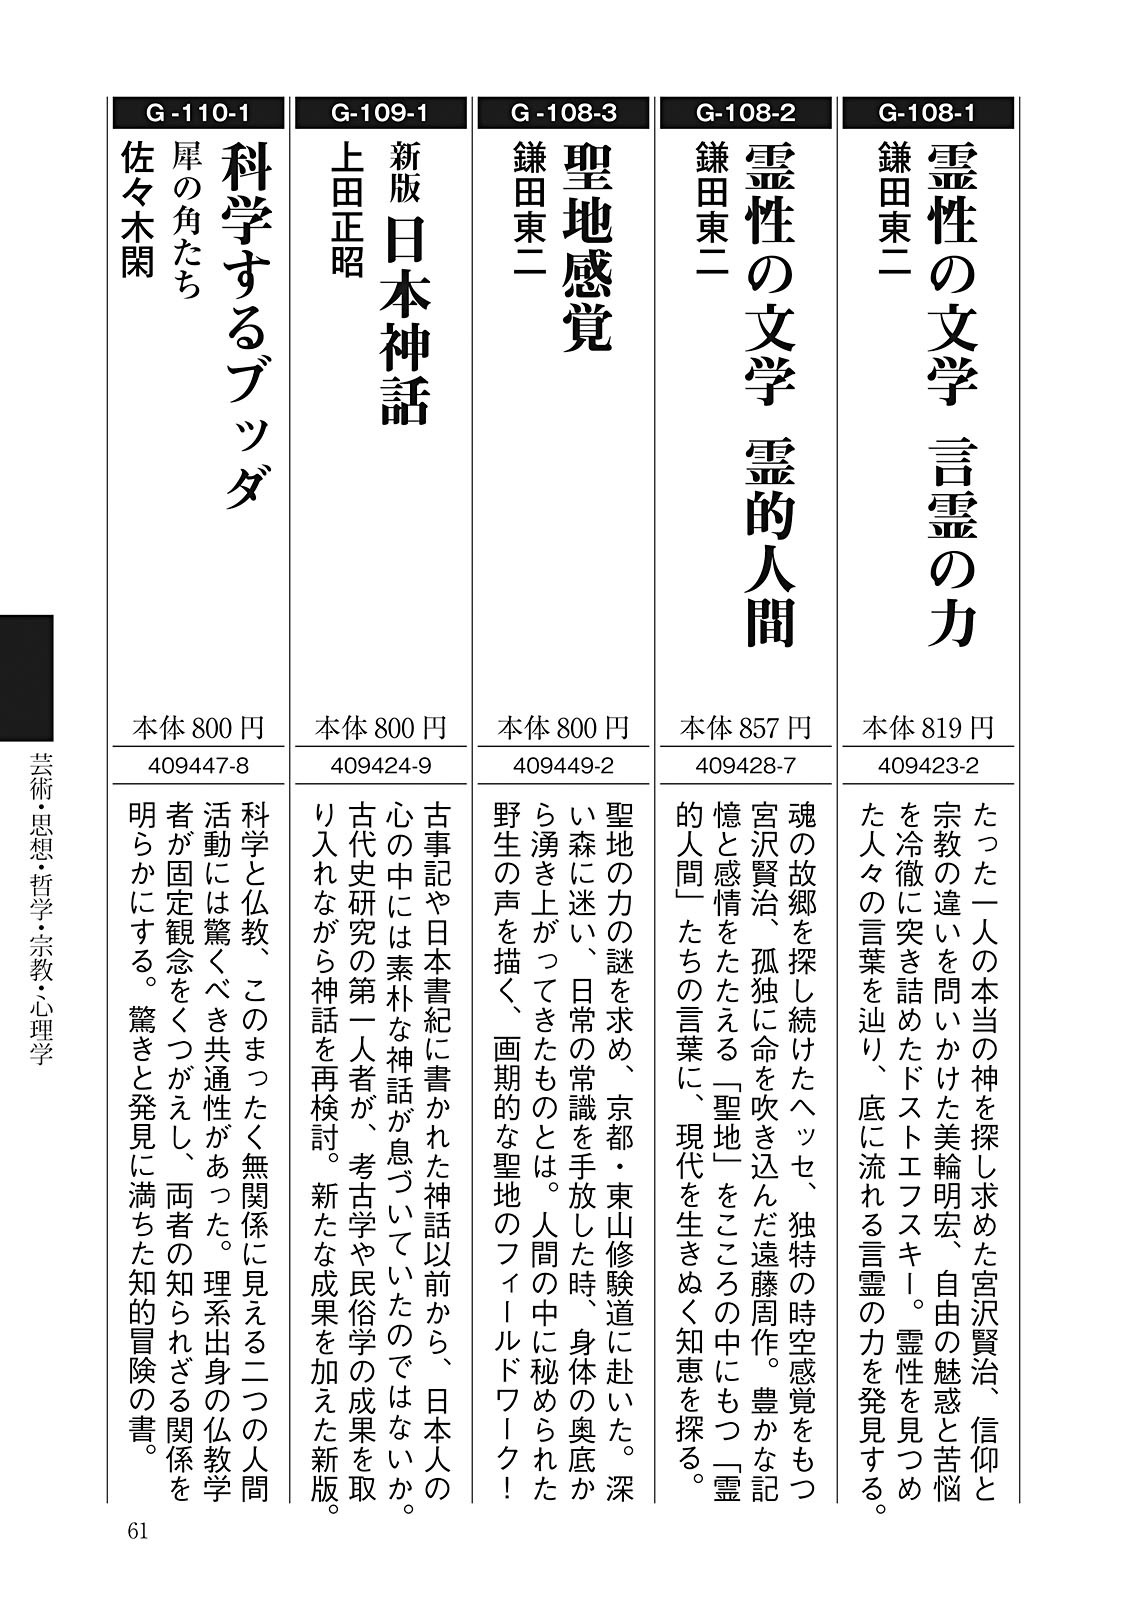 G-108-1
霊性の文学 言霊の力
鎌田東二
本体819円
409423-2
たった一人の本当の神を探し求めた宮沢賢治、信仰と
宗教の違いを問いかけた美輪明宏、自由の魅惑と苦悩
を冷徹に突き詰めたドストエフスキー。霊性を見つめ
た人々の言葉を辿り、底に流れる言霊の力を発見する。
G-108-2
霊性の文学 霊的人間
鎌田東二
本体857円
409428-7
魂の故郷を探し続けたヘッセ、独特の時空感覚をもつ
宮沢賢治、孤独に命を吹き込んだ遠藤周作。豊かな記
憶と感情をたたえる「聖地」をこころの中にもつ「霊
的人間」たちの言葉に、現代を生きぬく知恵を探る。
G-108-3
聖地感覚
鎌田東二
本体800円
409449-2
聖地の力の謎を求め、京都・東山修験道に赴いた。深
い森に迷い、日常の常識を手放した時、身体の奥底か
ら湧き上がってきたものとは。人間の中に秘められた
野生の声を描く、画期的な聖地のフィールドワーク！
G-109-1
新版 日本神話
上田正昭
本体800円
409424-9
古事記や日本書紀に書かれた神話以前から、日本人の
心の中には素朴な神話が息づいていたのではないか。
古代史研究の第一人者が、考古学や民俗学の成果を取
り入れながら神話を再検討。新たな成果を加えた新版。
G-110-1
科学するブッダ
犀の角たち
佐々木閑
本体800円
409447-8
科学と仏教、このまったく無関係に見える二つの人間
活動には驚くべき共通性があった。理系出身の仏教学
者が固定観念をくつがえし、両者の知られざる関係を
明らかにする。驚きと発見に満ちた知的冒険の書。
芸術・思想・哲学・宗教・心理学
61